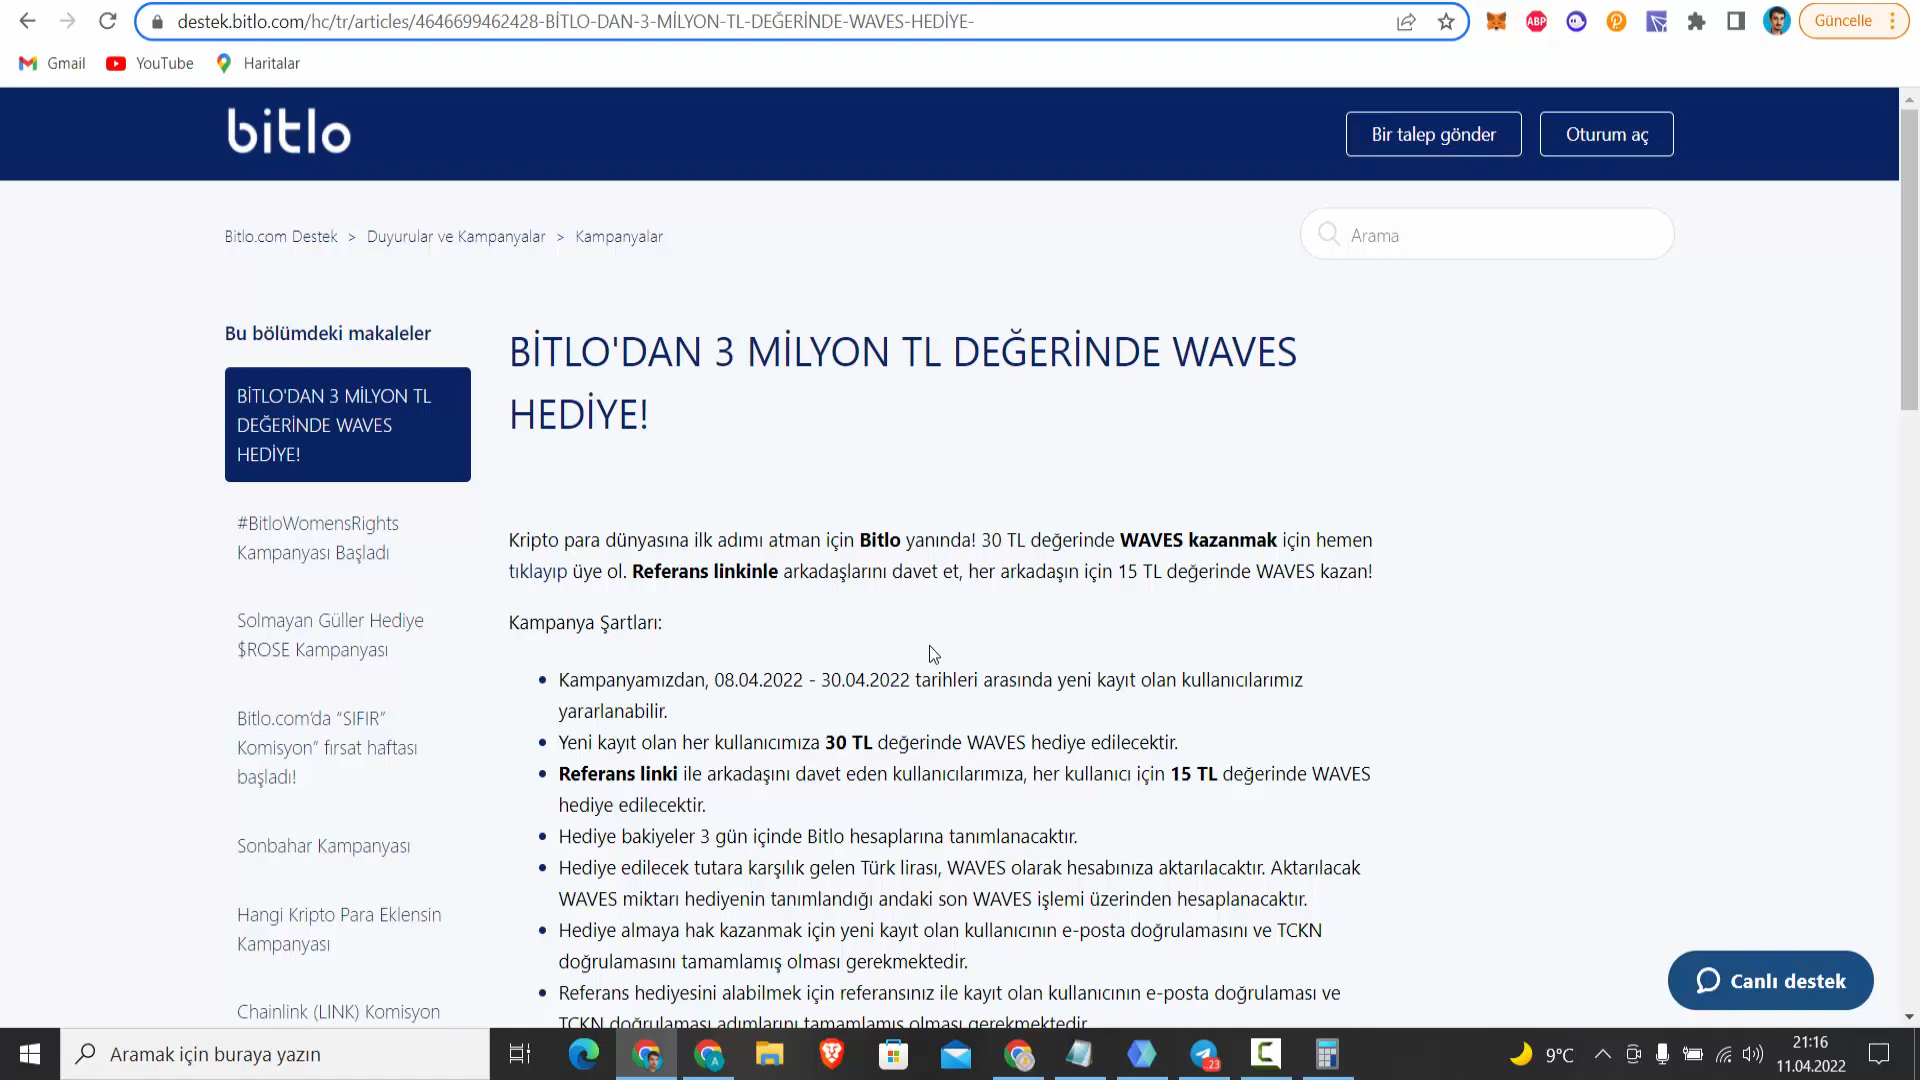 destek.bitlo.com/hc/tr/articles/4646699462428-BİTLO-DAN-3-MİLYON-TL-DEĞERİNDE-WAVES-HEDİYE-
ABP
Güncelle
Gmail
YouTube
Haritalar
bitlo
Bir talep gönder
Oturum aç
Bitlo.com Destek > Duyurular ve Kampanyalar > Kampanyalar
Arama
Bu bölümdeki makaleler
BİTLO'DAN 3 MİLYON TL
DEĞERİNDE WAVES
HEDİYE!
#BitloWomensRights
Kampanyası Başladı
Solmayan Güller Hediye
$ROSE Kampanyası
Bitlo.com’da “SIFIR”
Komisyon” fırsat haftası
başladı!
Sonbahar Kampanyası
Hangi Kripto Para Eklensin
Kampanyası
Chainlink (LINK) Komisyon
BİTLO'DAN 3 MİLYON TL DEĞERİNDE WAVES
HEDİYE!
Kripto para dünyasına ilk adımı atman için Bitlo yanında! 30 TL değerinde WAVES kazanmak için hemen
tıklayıp üye ol. Referans linkinle arkadaşlarını davet et, her arkadaşın için 15 TL değerinde WAVES kazan!
Kampanya Şartları:
• Kampanyamızdan, 08.04.2022 - 30.04.2022 tarihleri arasında yeni kayıt olan kullanıcılarımız
yararlanabilir.
• Yeni kayıt olan her kullanıcımıza 30 TL değerinde WAVES hediye edilecektir.
• Referans linki ile arkadaşını davet eden kullanıcılarımıza, her kullanıcı için 15 TL değerinde WAVES
hediye edilecektir.
• Hediye bakiyeler 3 gün içinde Bitlo hesaplarına tanımlanacaktır.
• Hediye edilecek tutara karşılık gelen Türk lirası, WAVES olarak hesabınıza aktarılacaktır. Aktarılacak
WAVES miktarı hediyenin tanımlandığı andaki son WAVES işlemi üzerinden hesaplanacaktır.
• Hediye almaya hak kazanmak için yeni kayıt olan kullanıcının e-posta doğrulamasını ve TCKN
doğrulamasını tamamlamış olması gerekmektedir.
• Referans hediyesini alabilmek için referansınız ile kayıt olan kullanıcının e-posta doğrulaması ve
TCKN doğrulaması adımlarını tamamlamış olması gerekmektedir.
Canlı destek
Aramak için buraya yazın
23
9°C
21:16
11.04.2022